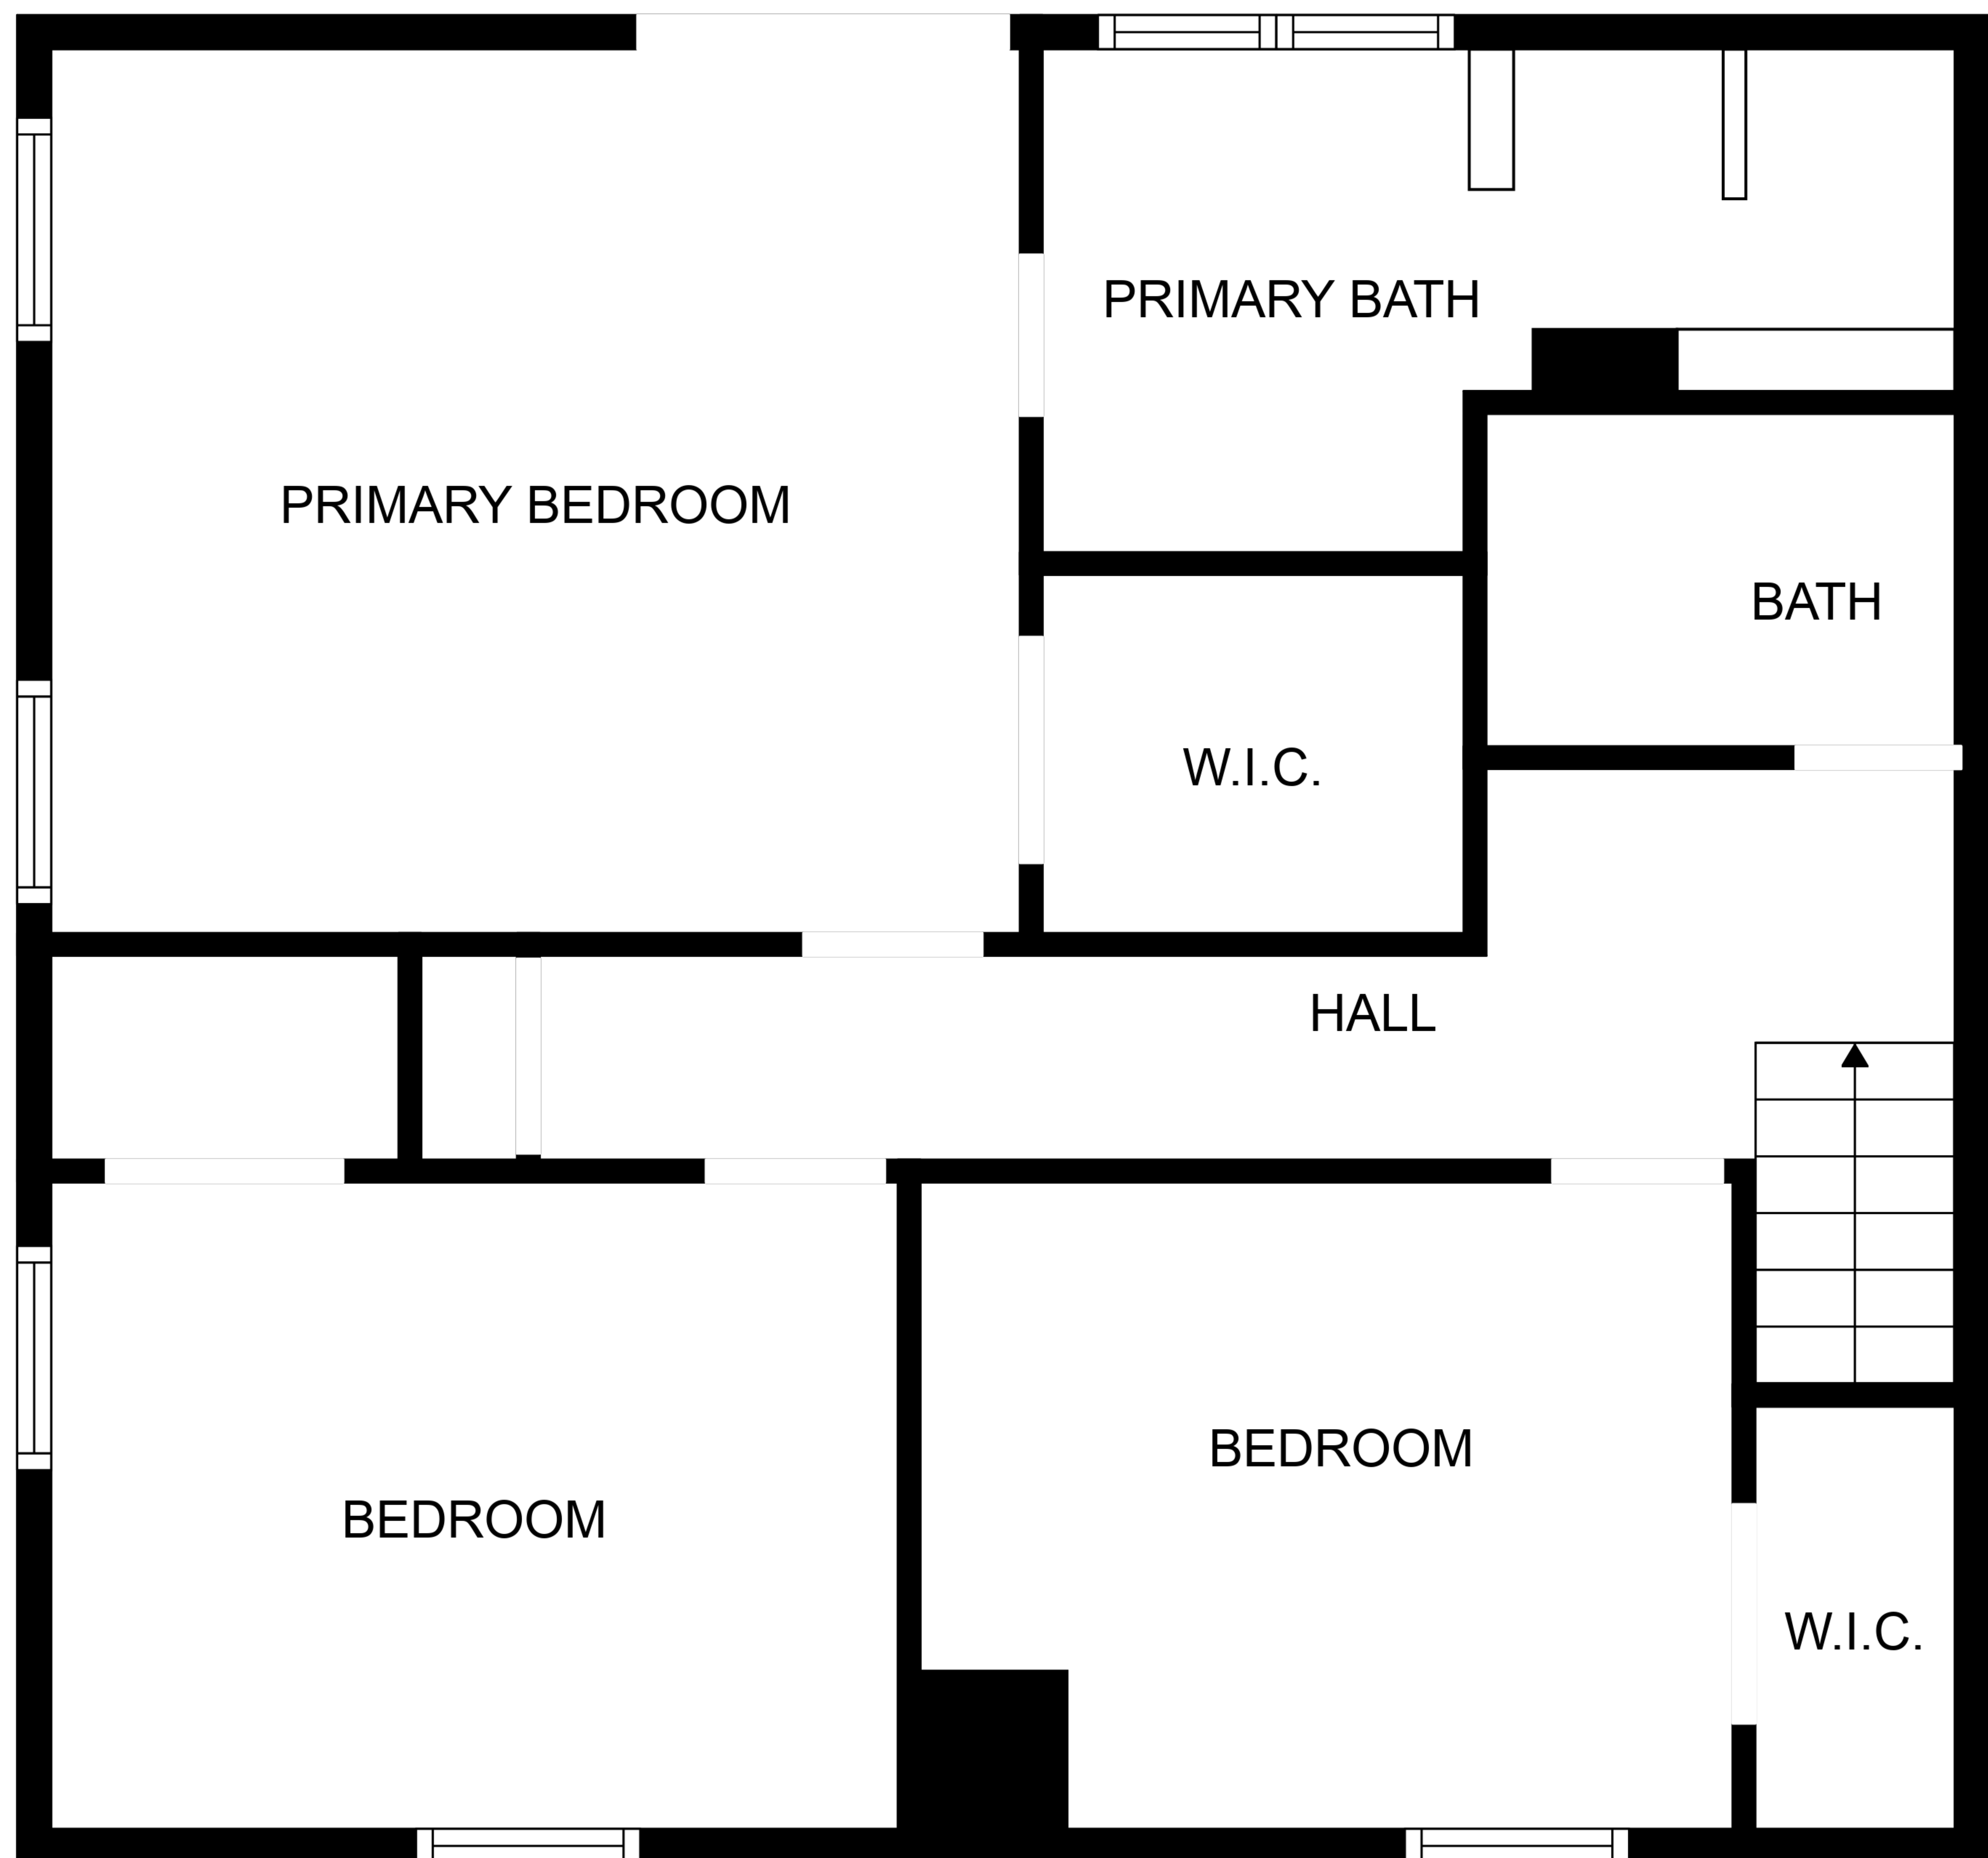 PRIMARY BATH
PRIMARY BEDROOM
BATH
W.I.C.
HALL
BEDROOM
BEDROOM
W.I.C.